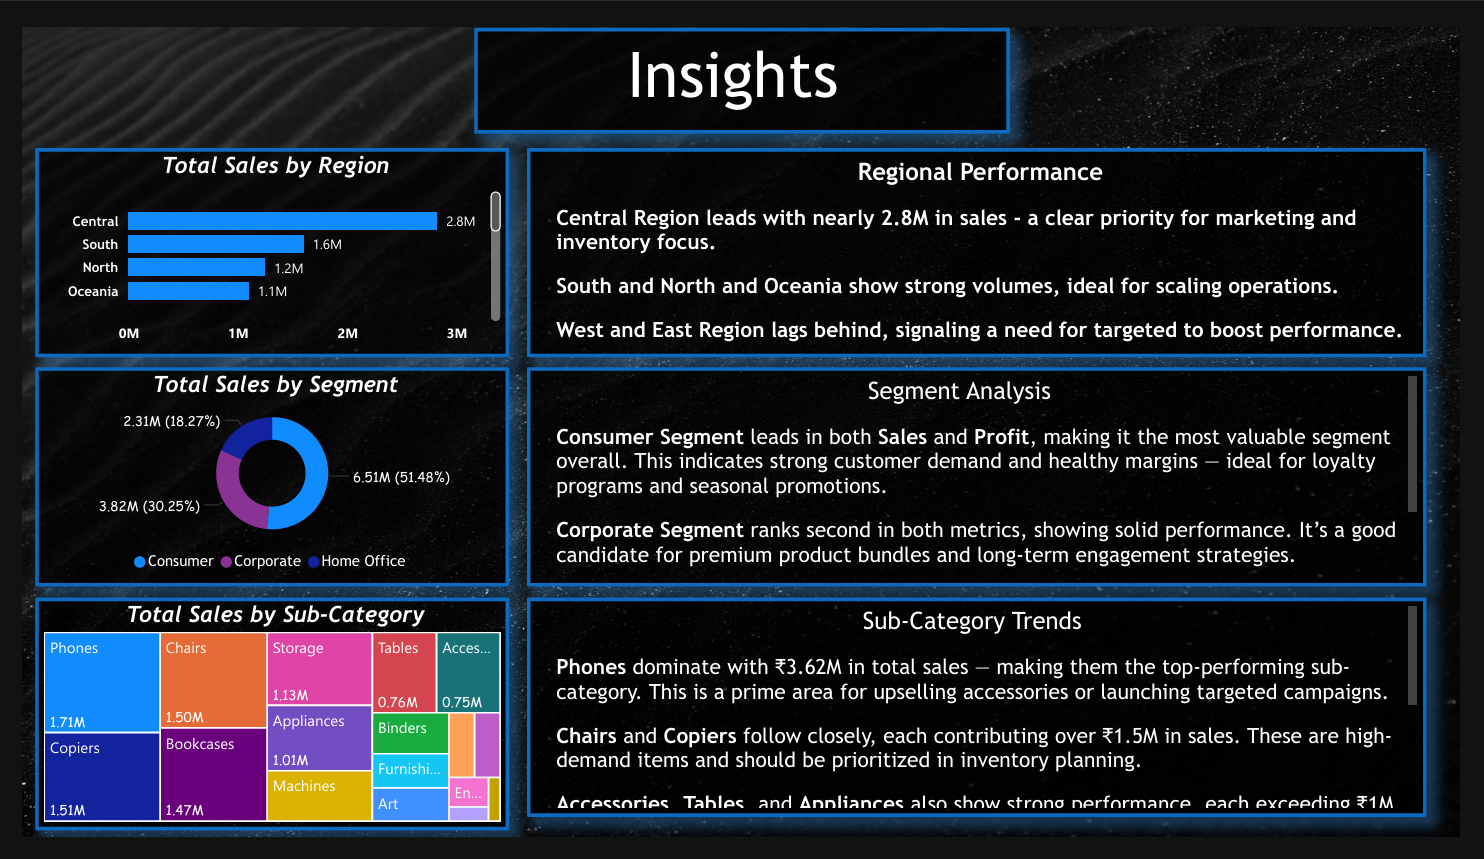 Insights
Total Sales by Region
Central
2.8M
South
1.6M
North
1.2M
Oceania
1.1M
0M 1M 2M 3M
Regional Performance
Central Region leads with nearly 2.8M in sales - a clear priority for marketing and
inventory focus.
South and North and Oceania show strong volumes, ideal for scaling operations.
West and East Region lags behind, signaling a need for targeted to boost performance.
Total Sales by Segment
2.31M (18.27%)
6.51M (51.48%)
3.82M (30.25%)
Consumer Corporate Home Office
Segment Analysis
Consumer Segment leads in both Sales and Profit, making it the most valuable segment
overall. This indicates strong customer demand and healthy margins — ideal for loyalty
programs and seasonal promotions.
Corporate Segment ranks second in both metrics, showing solid performance. It’s a good
candidate for premium product bundles and long-term engagement strategies.
Total Sales by Sub-Category
Phones
1.71M
Copiers
1.51M
Chairs
1.50M
Bookcases
1.47M
Storage
1.13M
Appliances
1.01M
Machines
Tables
0.76M
Acces...
0.75M
Binders
Furnishi...
Art
En...
Sub-Category Trends
Phones dominate with ₹3.62M in total sales — making them the top-performing sub-
category. This is a prime area for upselling accessories or launching targeted campaigns.
Chairs and Copiers follow closely, each contributing over ₹1.5M in sales. These are high-
demand items and should be prioritized in inventory planning.
Accessories, Tables, and Appliances also show strong performance, each exceeding ₹1M